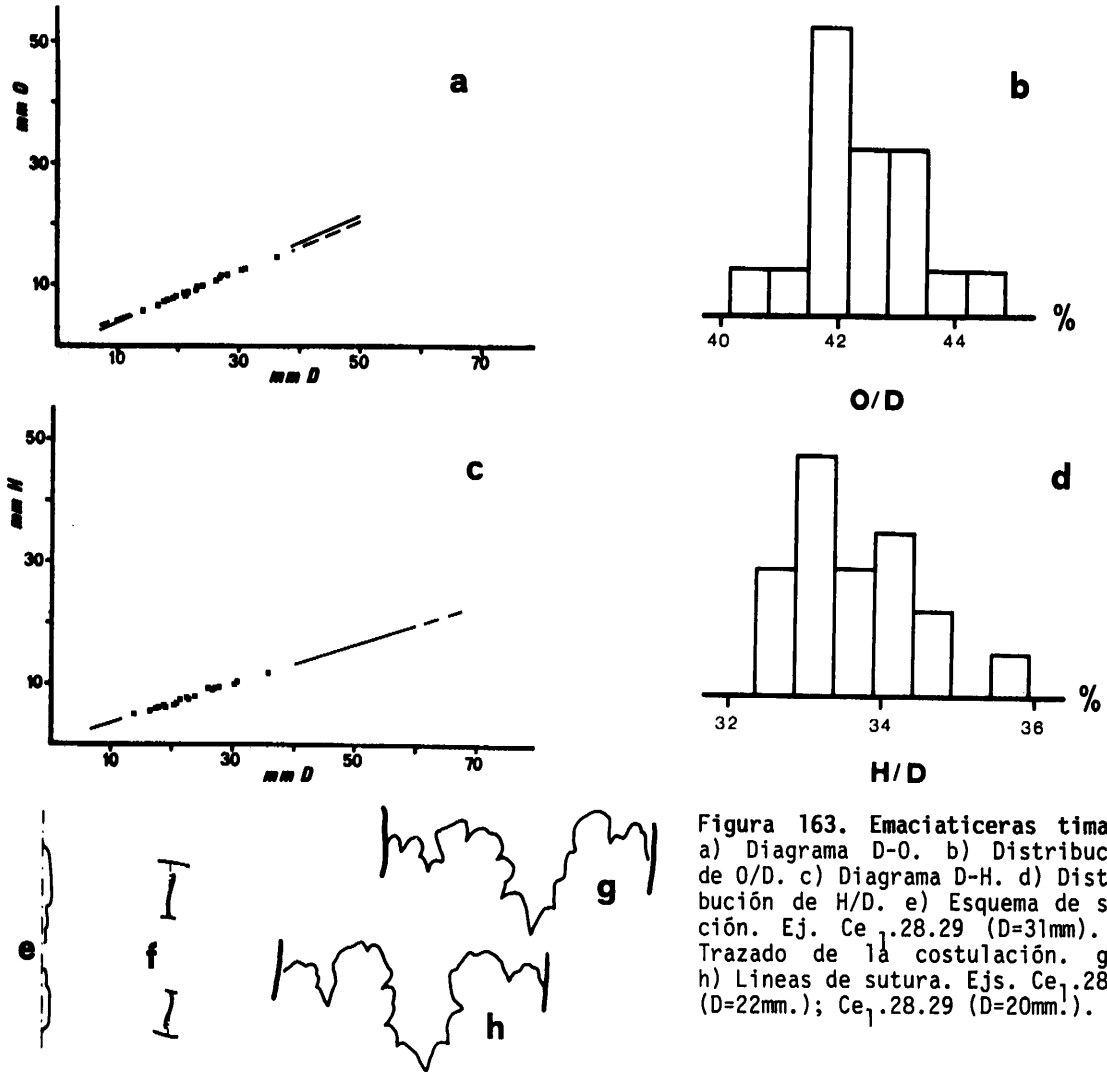 50
30
10
mm O
a
10
30
50
70
mm D
b
40
42
44
%
O/D
50
30
10
mm H
c
10
30
50
70
mm D
d
32
34
36
%
H/D
e
f
g
h
Figura 163. Emaciaticeras tima
a) Diagrama D-O. b) Distribuc
de O/D. c) Diagrama D-H. d) Dist
bución de H/D. e) Esquema de s
ción. Ej. Ce1.28.29 (D=31mm).
Trazado de la costulación. g
h) Lineas de sutura. Ejs. Ce1.28
(D=22mm.); Ce1.28.29 (D=20mm.).